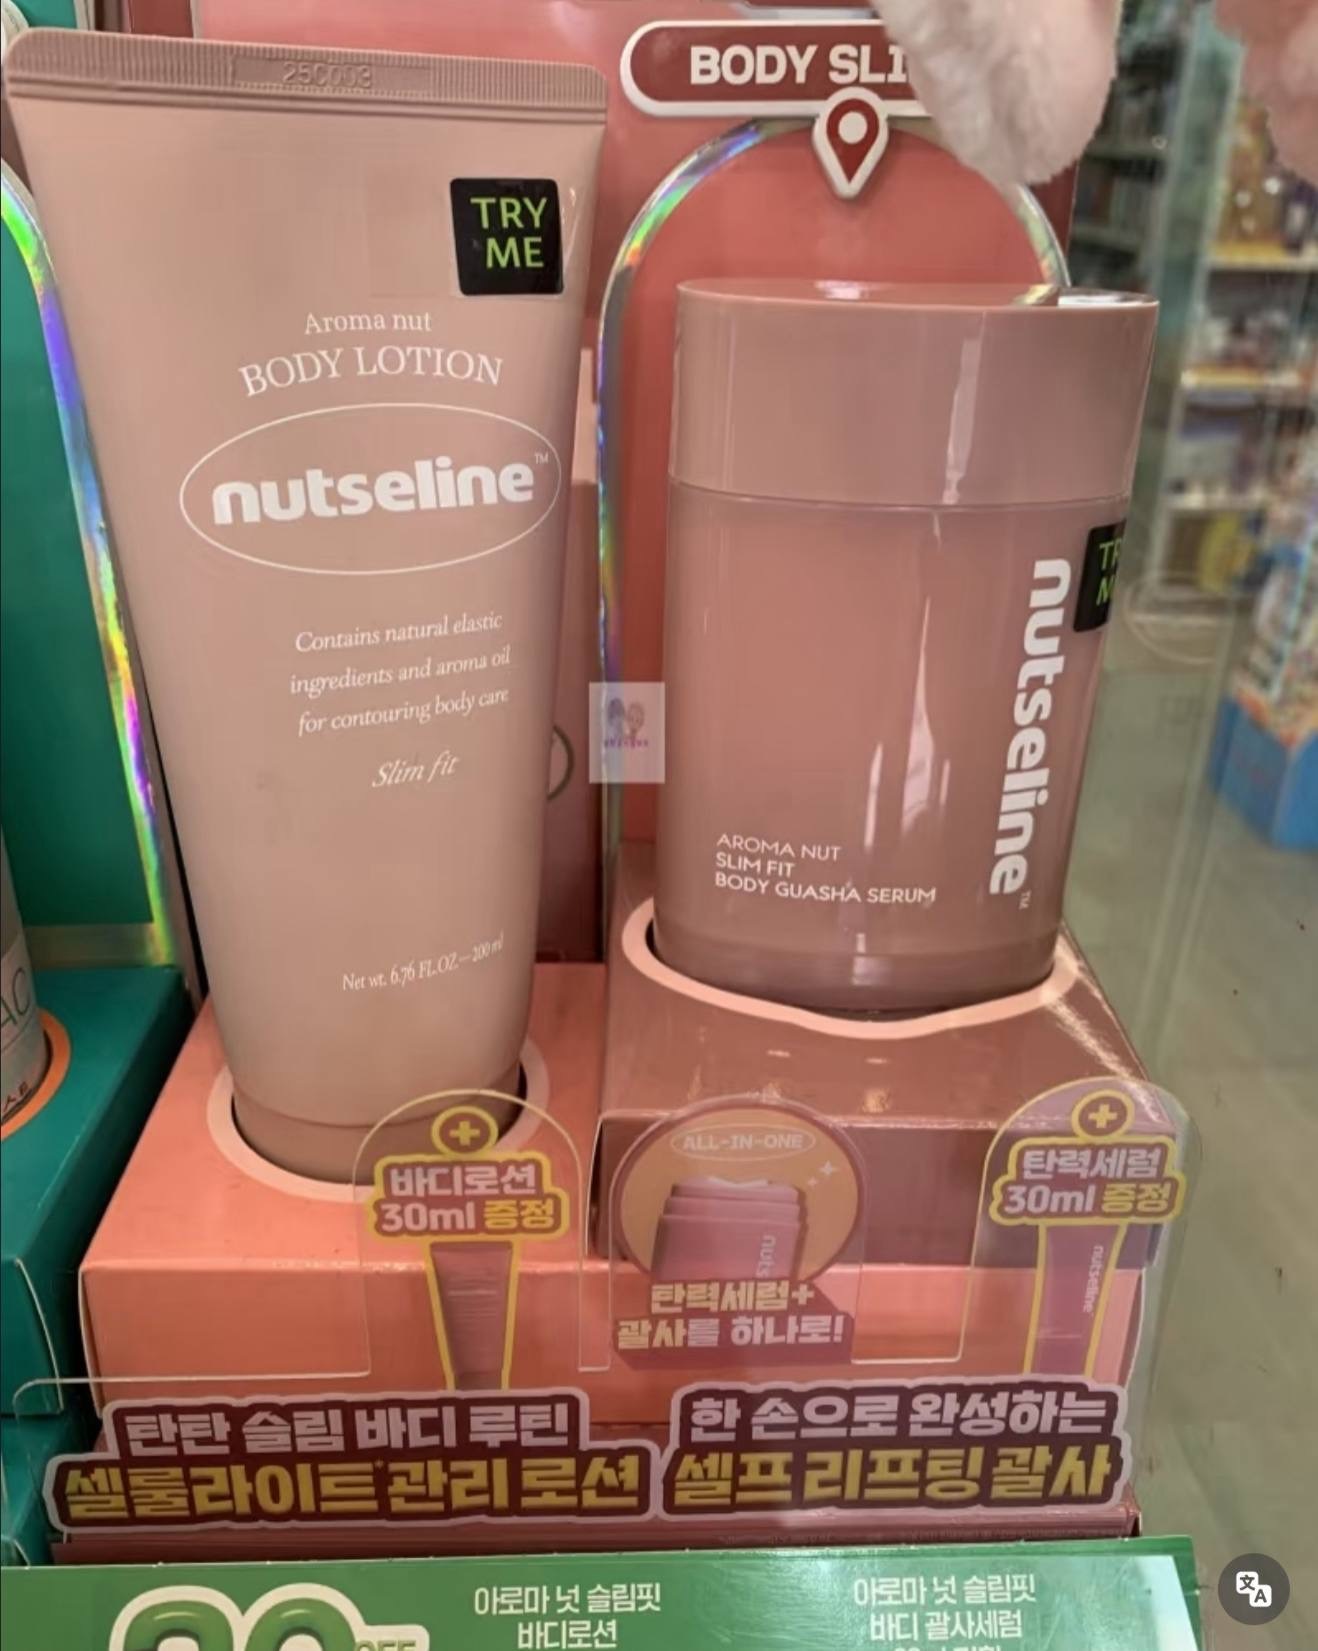 25C003
BODY SLI
TRY
ME
Aroma nut
BODY LOTION
nutseline™
Contains natural elastic
ingredients and aroma oil
for contouring body care
Slim fit
Net wt. 6.76 FL.OZ.—200 ml
nutseline™
AROMA NUT
SLIM FIT
BODY GUASHA SERUM
+
바디로션
30ml 증정
ALL-IN-ONE
탄력세럼+
괄사를 하나로!
+
탄력세럼
30ml 증정
nutseline
탄탄 슬림 바디 루틴
셀룰라이트*관리 로션
한 손으로 완성하는
셀프 리프팅 괄사
OFF
아로마 넛 슬림핏
바디로션
아로마 넛 슬림핏
바디 괄사세럼